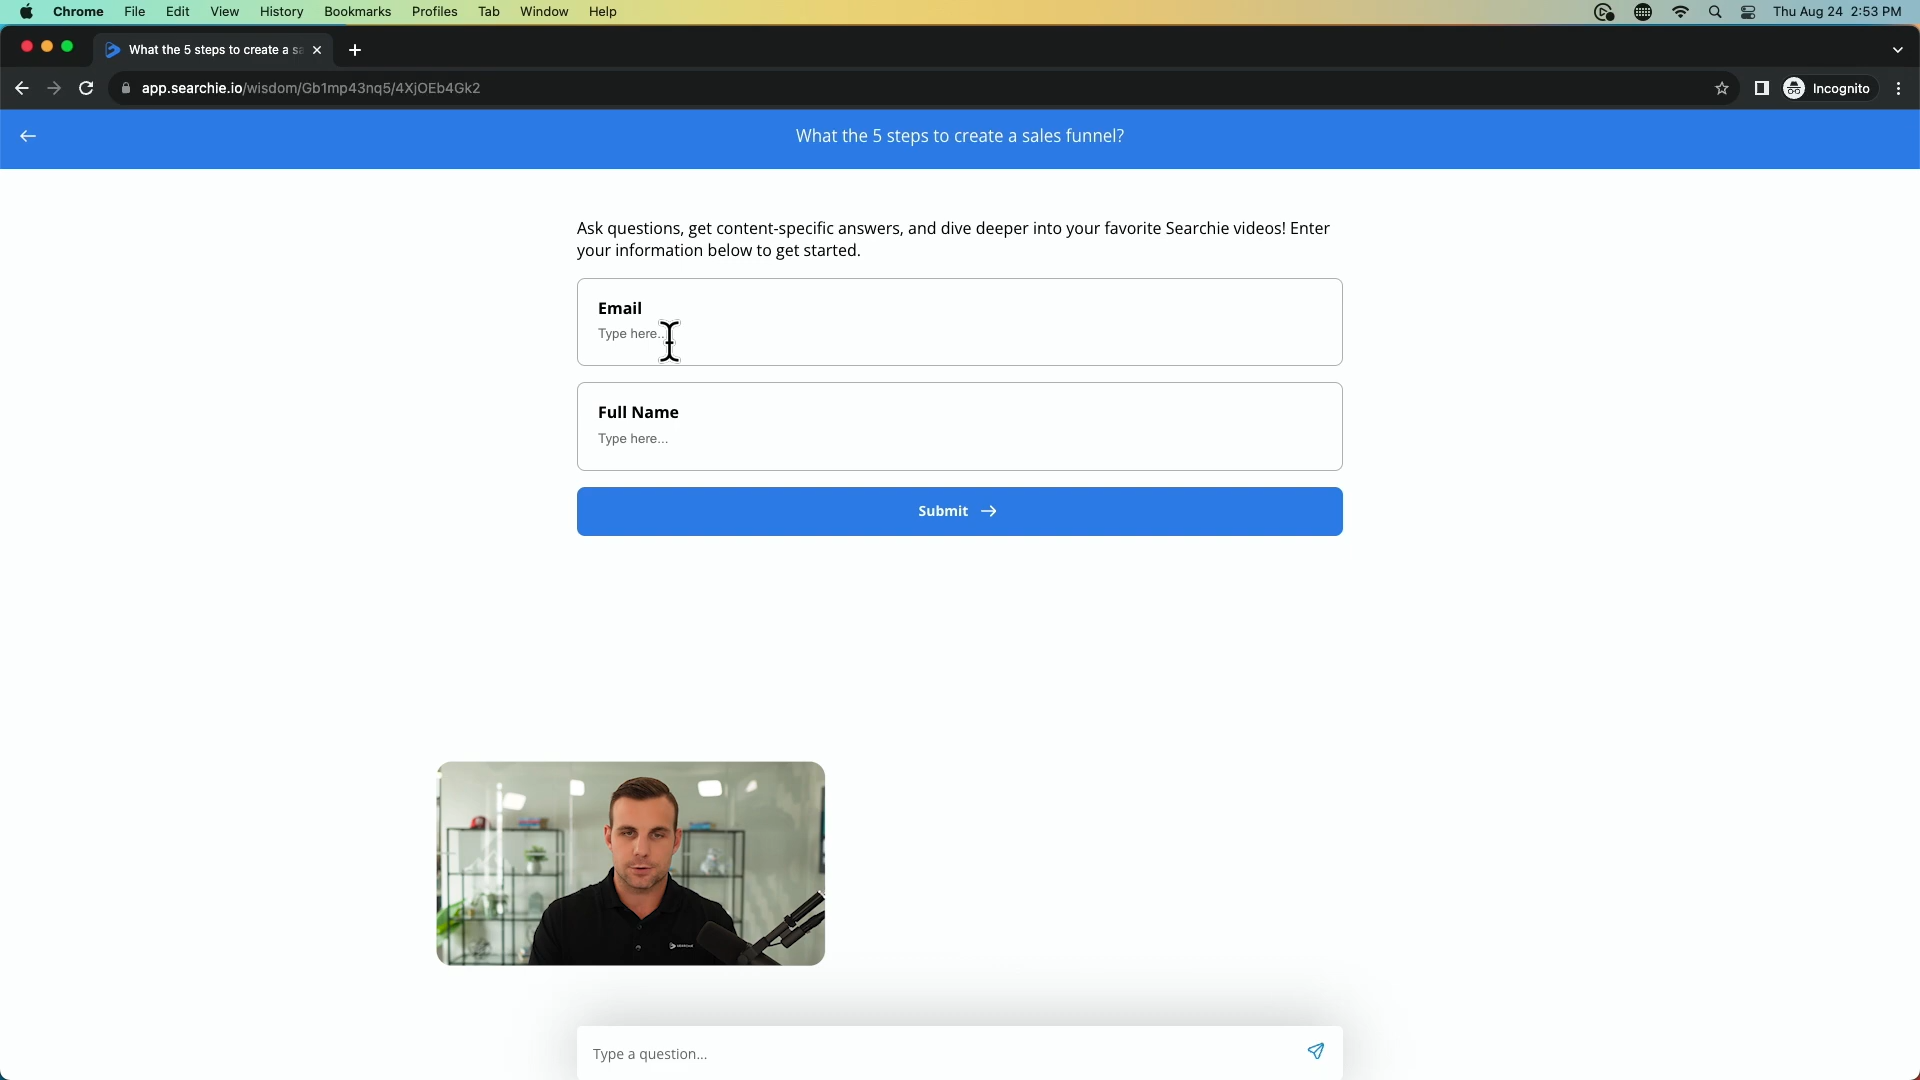 Chrome File Edit View History Bookmarks Profiles Tab Window Help Thu Aug 24 2:53 PM
What the 5 steps to create a sa
app.searchie.io/wisdom/Gb1mp43nq5/4XjOEb4Gk2 Incognito
What the 5 steps to create a sales funnel?
Ask questions, get content-specific answers, and dive deeper into your favorite Searchie videos! Enter
your information below to get started.
Email
Type here...
Full Name
Type here...
Submit
Type a question...